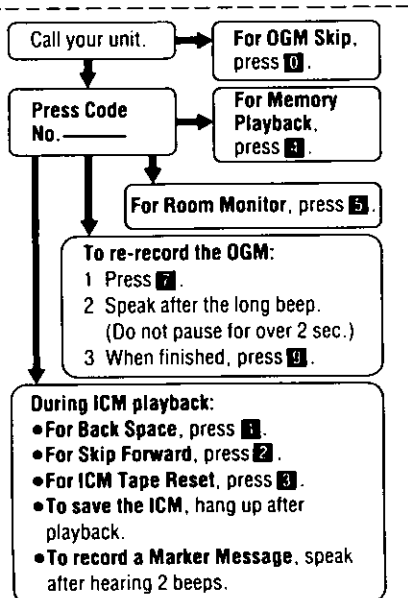 Call your unit.
For OGM Skip,
press 0.
Press Code
No.
For Memory
Playback,
press 4.
For Room Monitor, press 5.
To re-record the OGM:
1 Press 7.
2 Speak after the long beep.
(Do not pause for over 2 sec.)
3 When finished, press 9.
During ICM playback:
•For Back Space, press 1.
•For Skip Forward, press 2.
•For ICM Tape Reset, press 3.
•To save the ICM, hang up after
playback.
•To record a Marker Message, speak
after hearing 2 beeps.